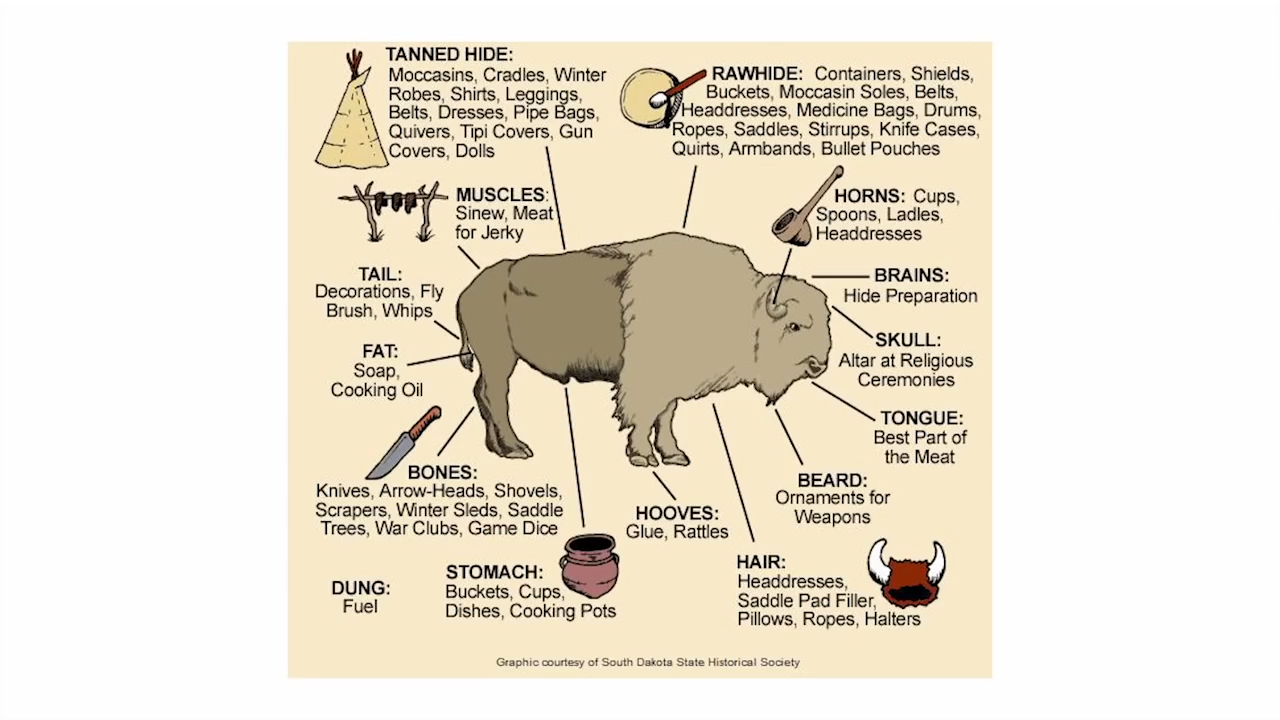 TANNED HIDE:
Moccasins, Cradles, Winter
Robes, Shirts, Leggings,
Belts, Dresses, Pipe Bags,
Quivers, Tipi Covers, Gun
Covers, Dolls
RAWHIDE: Containers, Shields,
Buckets, Moccasin Soles, Belts,
Headdresses, Medicine Bags, Drums,
Ropes, Saddles, Stirrups, Knife Cases,
Quirts, Armbands, Bullet Pouches
MUSCLES:
Sinew, Meat
for Jerky
HORNS: Cups,
Spoons, Ladles,
Headdresses
TAIL:
Decorations, Fly
Brush, Whips
BRAINS:
Hide Preparation
FAT:
Soap,
Cooking Oil
SKULL:
Altar at Religious
Ceremonies
TONGUE:
Best Part of
the Meat
BONES:
Knives, Arrow-Heads, Shovels,
Scrapers, Winter Sleds, Saddle
Trees, War Clubs, Game Dice
BEARD:
Ornaments for
Weapons
HOOVES:
Glue, Rattles
DUNG:
Fuel
STOMACH:
Buckets, Cups,
Dishes, Cooking Pots
HAIR:
Headdresses,
Saddle Pad Filler,
Pillows, Ropes, Halters
Graphic courtesy of South Dakota State Historical Society